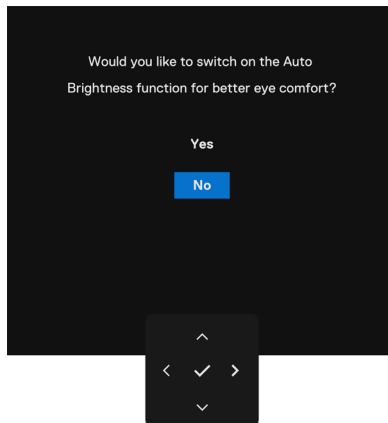 Would you like to switch on the Auto
Brightness function for better eye comfort?
Yes
No